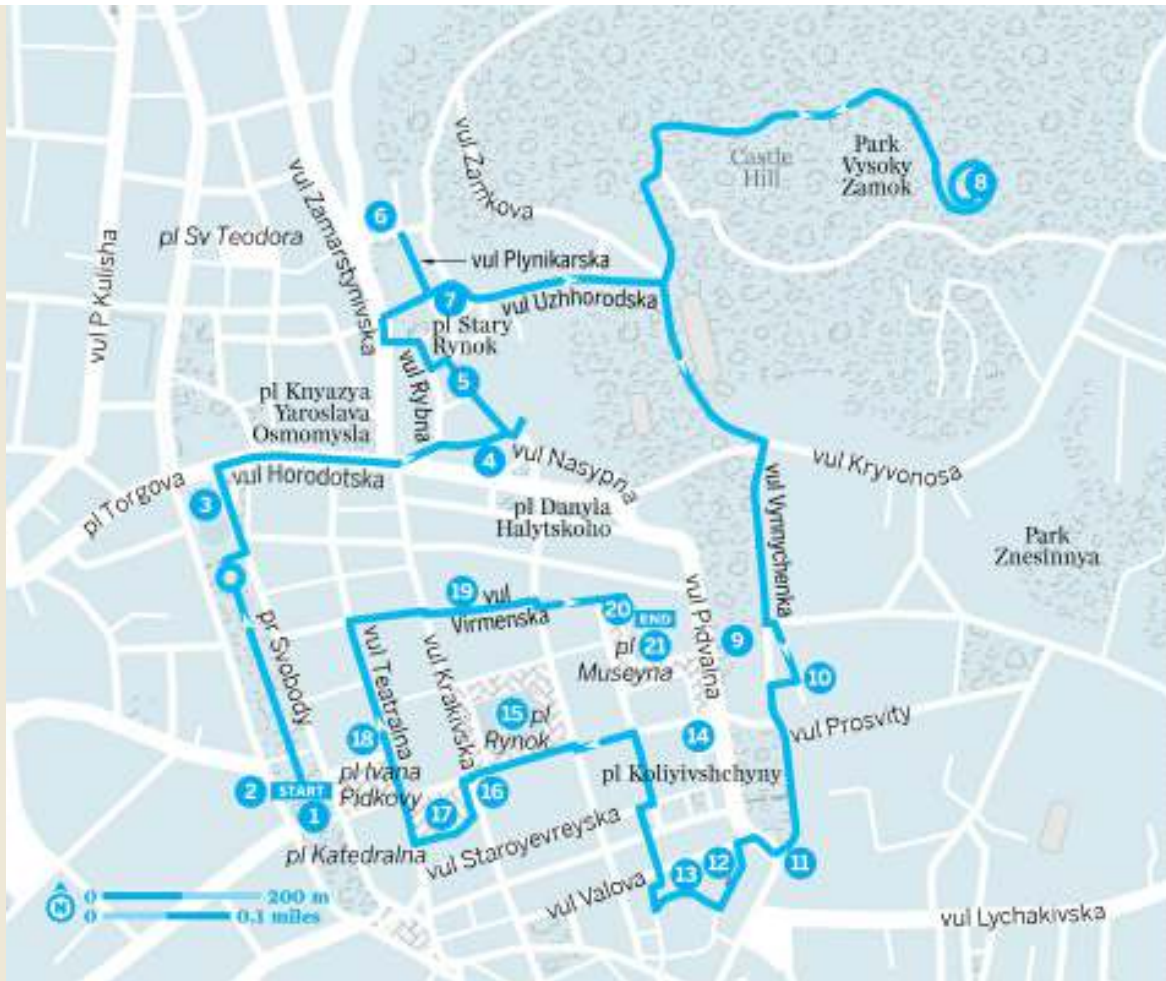 vul Zamkova
Park
Vysoky
Zamok
Castle
Hill
8
vul P Kulisha
pl Sv Teodora
vul Zamarstynivska
6
vul Plynikarska
7
vul Uzhhorodska
pl Stary
Rynok
5
vul Rybna
pl Knyazya
Yaroslava
Osmomysla
4
vul Nasypna
vul Kryvonosa
pl Torgova
3
vul Horodotska
pl Danyla
Halytskoho
vul Vynnychenka
Park
Znesinnya
19
vul
Virmenska
20
END
21
pl
Museyna
vul Pidvalna
9
10
pr Svobody
vul Teatralna
vul Krakivska
15
pl
Rynok
14
vul Prosvity
18
pl Ivana
Pidkovy
pl Koliyivshchyny
2
START
1
16
17
pl Katedralna
vul Staroyevreyska
11
12
13
vul Valova
vul Lychakivska
N
0
200 m
0
0.1 miles